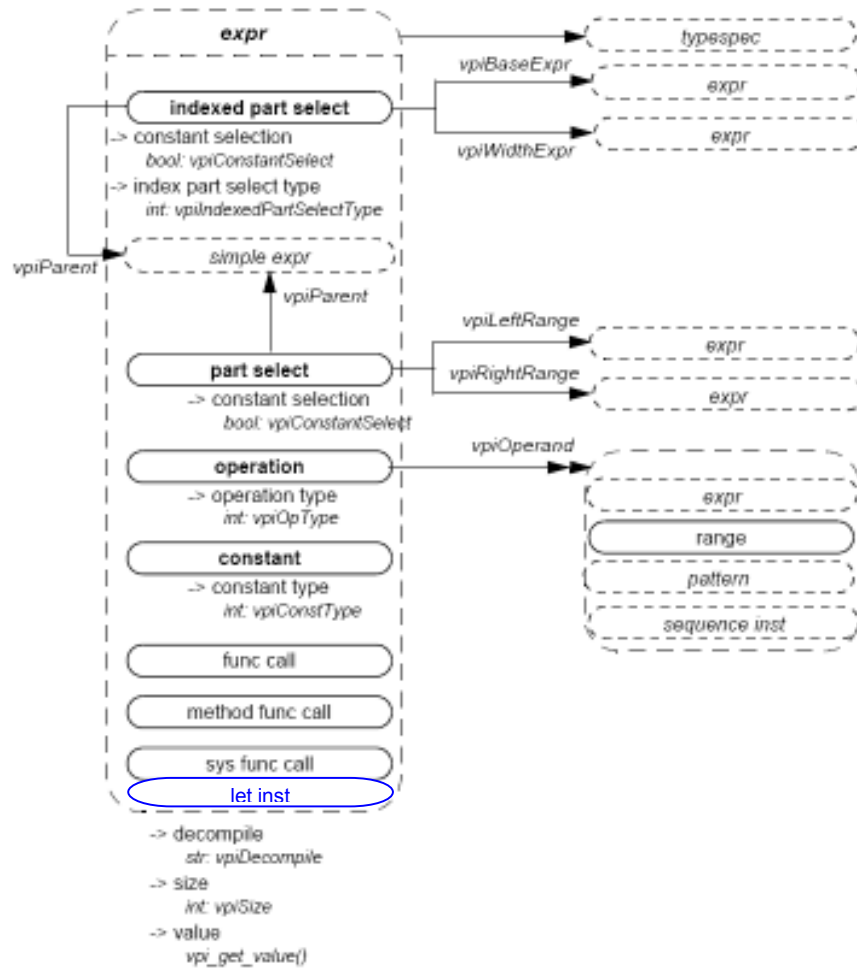 expr
typespec
vpiBaseExpr
expr
indexed part select
vpiWidthExpr
expr
-> constant selection
bool: vpiConstantSelect
-> index part select type
int: vpiIndexedPartSelectType
vpiParent
simple expr
vpiParent
vpiLeftRange
expr
part select
vpiRightRange
expr
-> constant selection
bool: vpiConstantSelect
vpiOperand
operation
-> operation type
int: vpiOpType
expr
range
pattern
sequence inst
constant
-> constant type
int: vpiConstType
func call
method func call
sys func call
let inst
-> decompile
str: vpiDecompile
-> size
int: vpiSize
-> value
vpi_get_value()